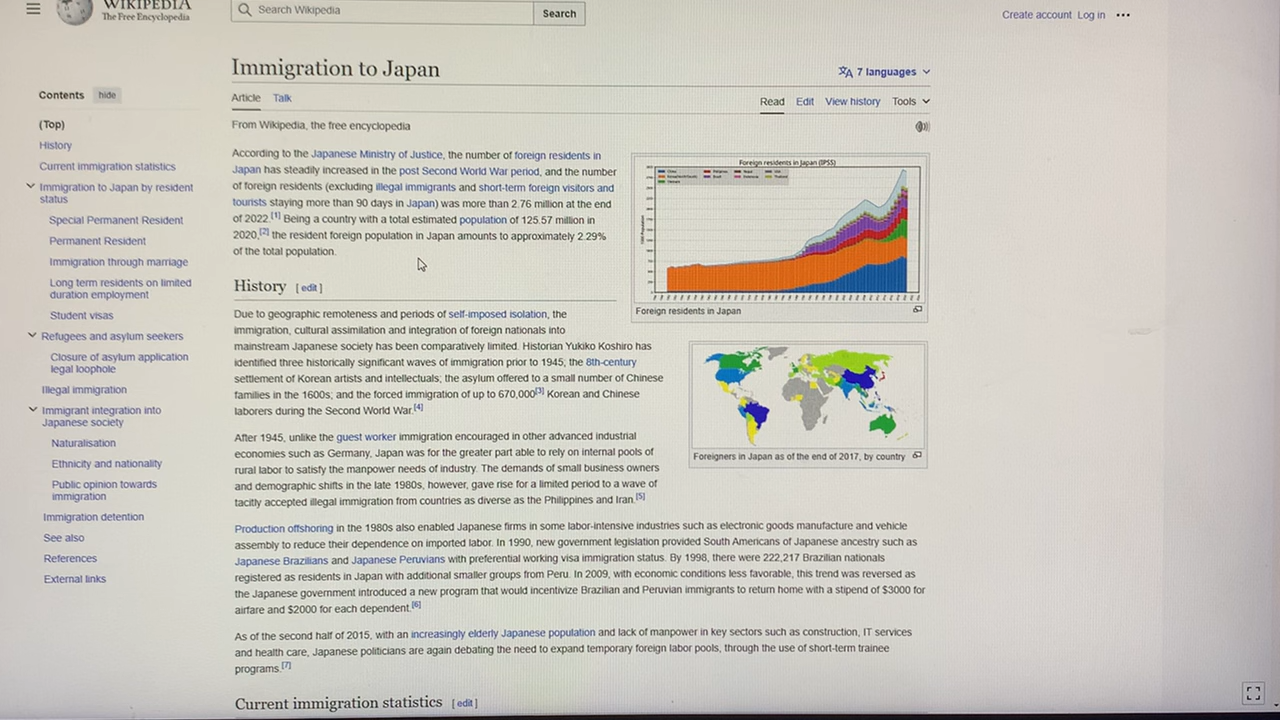 WIKIPEDIA
The Free Encyclopedia
Search Wikipedia
Search
Create account Log in
Contents hide
(Top)
History
Current immigration statistics
Immigration to Japan by resident
status
Special Permanent Resident
Permanent Resident
Immigration through marriage
Long term residents on limited
duration employment
Student visas
Refugees and asylum seekers
Closure of asylum application
legal loophole
Illegal immigration
Immigrant integration into
Japanese society
Naturalisation
Ethnicity and nationality
Public opinion towards
immigration
Immigration detention
See also
References
External links
Immigration to Japan
7 languages
Article Talk
Read Edit View history Tools
From Wikipedia, the free encyclopedia
According to the Japanese Ministry of Justice, the number of foreign residents in
Japan has steadily increased in the post Second World War period, and the number
of foreign residents (excluding illegal immigrants and short-term foreign visitors and
tourists staying more than 90 days in Japan) was more than 2.76 million at the end
of 2022.[1] Being a country with a total estimated population of 125.57 million in
2020,[2] the resident foreign population in Japan amounts to approximately 2.29%
of the total population.
Foreign residents in Japan (IPSS)
Foreign residents in Japan
History [ edit ]
Due to geographic remoteness and periods of self-imposed isolation, the
immigration, cultural assimilation and integration of foreign nationals into
mainstream Japanese society has been comparatively limited. Historian Yukiko Koshiro has
identified three historically significant waves of immigration prior to 1945; the 8th-century
settlement of Korean artists and intellectuals; the asylum offered to a small number of Chinese
families in the 1600s; and the forced immigration of up to 670,000[3] Korean and Chinese
laborers during the Second World War.[4]
Foreigners in Japan as of the end of 2017, by country
After 1945, unlike the guest worker immigration encouraged in other advanced industrial
economies such as Germany, Japan was for the greater part able to rely on internal pools of
rural labor to satisfy the manpower needs of industry. The demands of small business owners
and demographic shifts in the late 1980s, however, gave rise for a limited period to a wave of
tacitly accepted illegal immigration from countries as diverse as the Philippines and Iran.[5]
Production offshoring in the 1980s also enabled Japanese firms in some labor-intensive industries such as electronic goods manufacture and vehicle
assembly to reduce their dependence on imported labor. In 1990, new government legislation provided South Americans of Japanese ancestry such as
Japanese Brazilians and Japanese Peruvians with preferential working visa immigration status. By 1998, there were 222,217 Brazilian nationals
registered as residents in Japan with additional smaller groups from Peru. In 2009, with economic conditions less favorable, this trend was reversed as
the Japanese government introduced a new program that would incentivize Brazilian and Peruvian immigrants to return home with a stipend of $3000 for
airfare and $2000 for each dependent.[6]
As of the second half of 2015, with an increasingly elderly Japanese population and lack of manpower in key sectors such as construction, IT services
and health care, Japanese politicians are again debating the need to expand temporary foreign labor pools, through the use of short-term trainee
programs.[7]
Current immigration statistics [ edit ]